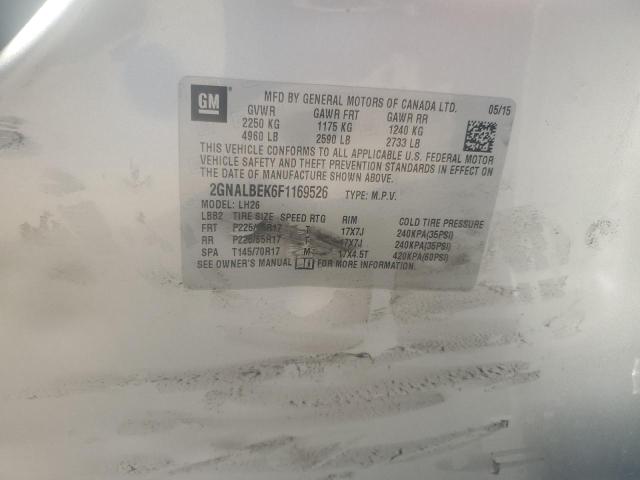 GM
MFD BY GENERAL MOTORS OF CANADA LTD. 05/15
GVWR GAWR FRT GAWR RR
2250 KG 1175 KG 1240 KG
4960 LB 2590 LB 2733 LB
THIS VEHICLE CONFORMS TO ALL APPLICABLE U.S. FEDERAL MOTOR
VEHICLE SAFETY AND THEFT PREVENTION STANDARDS IN EFFECT ON
THE DATE OF MANUFACTURE SHOWN ABOVE.
2GNALBEK6F1169526 TYPE: M.P.V.
MODEL: LH26
LBB2 TIRE SIZE SPEED RTG RIM COLD TIRE PRESSURE
FRT T 17X7J 240KPA(35PSI)
RR T 17X7J 240KPA(35PSI)
SPA T145/70R17 M 17X4.5T 420KPA(60PSI)
SEE OWNER'S MANUAL FOR MORE INFORMATION.